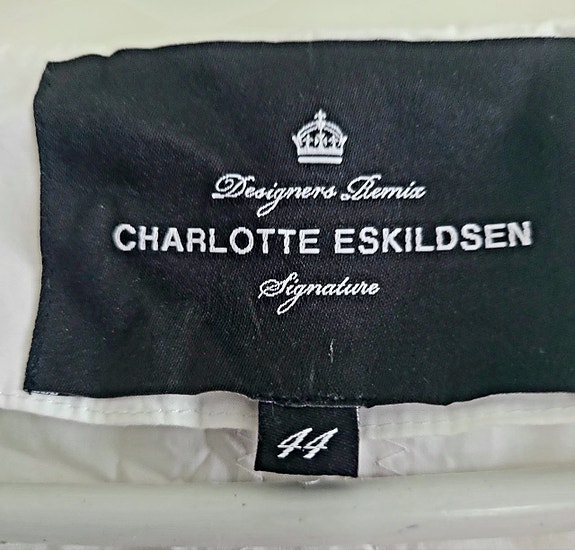 Designers Remix
CHARLOTTE ESKILDSEN
Signature
44